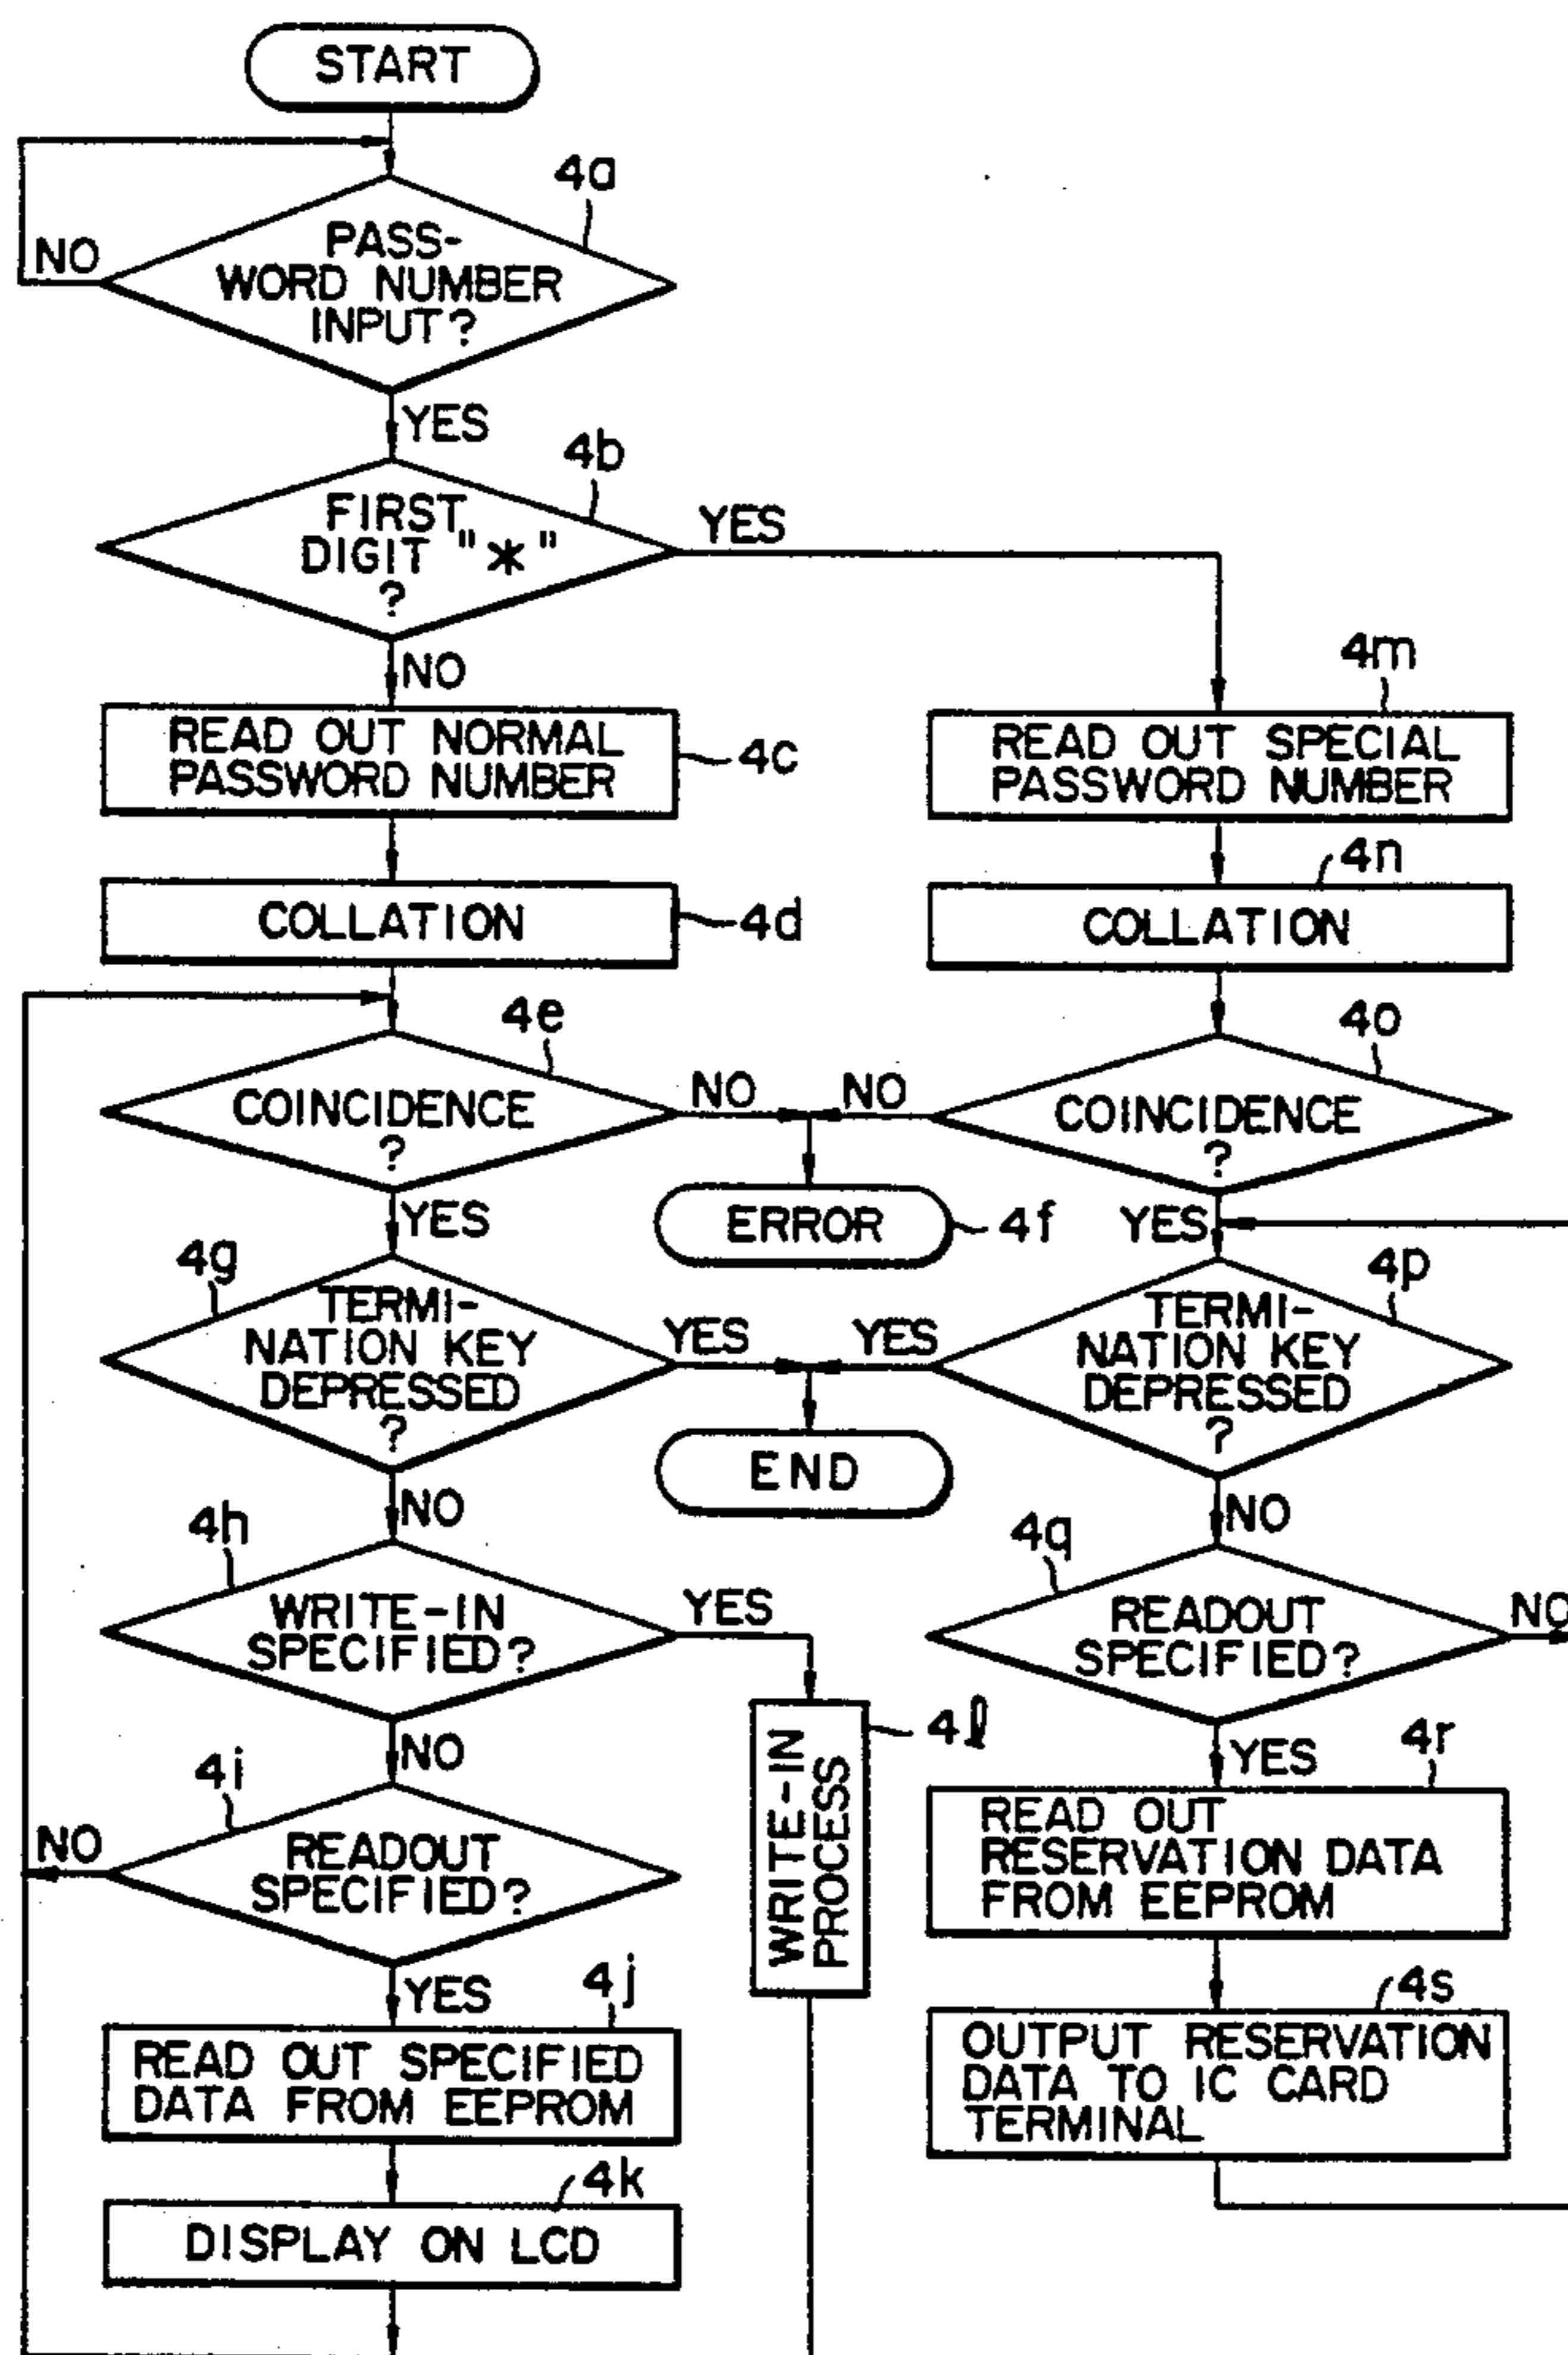 START
4a
PASS-
WORD NUMBER
INPUT?
NO
YES
4b
FIRST
DIGIT "*"
?
YES
NO
4m
READ OUT NORMAL
PASSWORD NUMBER
4c
READ OUT SPECIAL
PASSWORD NUMBER
4n
COLLATION
4d
COLLATION
4e
4o
COINCIDENCE
?
NO
NO
COINCIDENCE
?
YES
ERROR
4f
YES
4g
4p
TERMI-
NATION KEY
DEPRESSED
?
YES
YES
TERMI-
NATION KEY
DEPRESSED
?
END
NO
NO
4h
4q
WRITE-IN
SPECIFIED?
YES
READOUT
SPECIFIED?
NO
4l
WRITE-IN
PROCESS
NO
YES
4r
4i
READOUT
SPECIFIED?
NO
READ OUT
RESERVATION DATA
FROM EEPROM
YES
4j
4s
READ OUT SPECIFIED
DATA FROM EEPROM
OUTPUT RESERVATION
DATA TO IC CARD
TERMINAL
4k
DISPLAY ON LCD